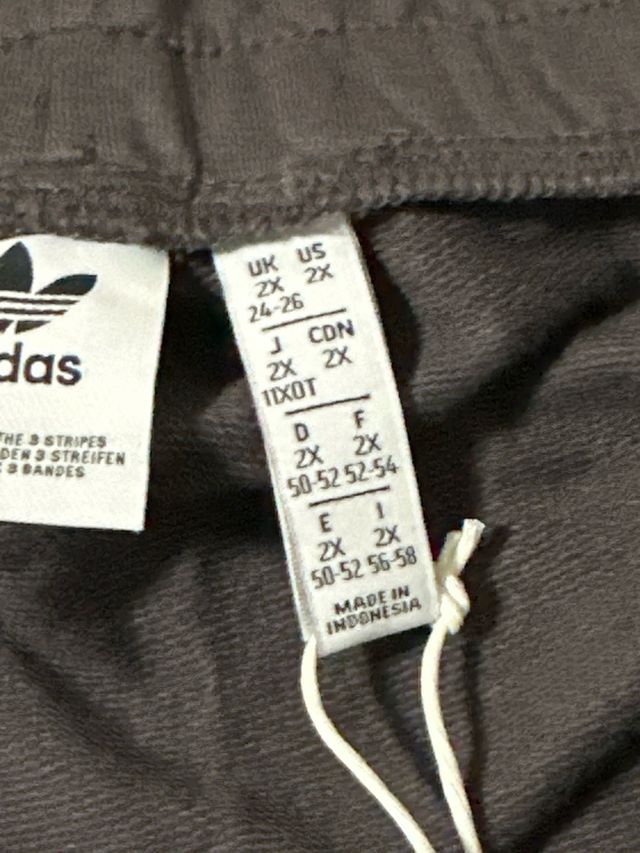 das
THE 3 STRIPES
DEN 3 STREIFEN
3 BANDES
UK US
2X 2X
24-26
J CDN
2X 2X
11XOT
D F
2X 2X
50-52 52-54
E I
2X 2X
50-52 56-58
MADE IN
INDONESIA